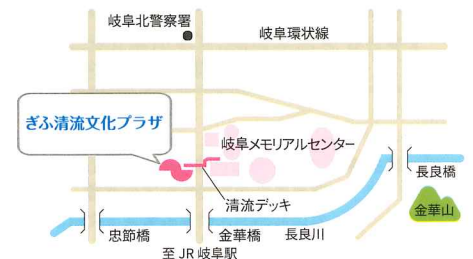 岐阜北警察署
岐阜環状線
ぎふ清流文化プラザ
岐阜メモリアルセンター
長良橋
清流デッキ
金華山
忠節橋
金華橋
長良川
至JR岐阜駅